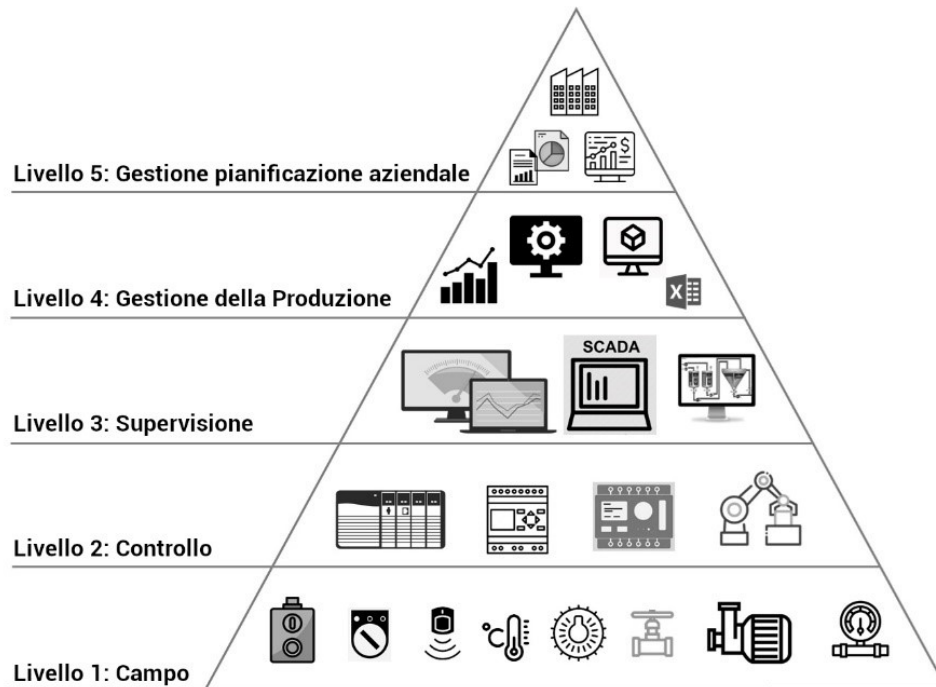 Livello 5: Gestione pianificazione aziendale
$
Livello 4: Gestione della Produzione
X
SCADA
Livello 3: Supervisione
Livello 2: Controllo
°C
Livello 1: Campo